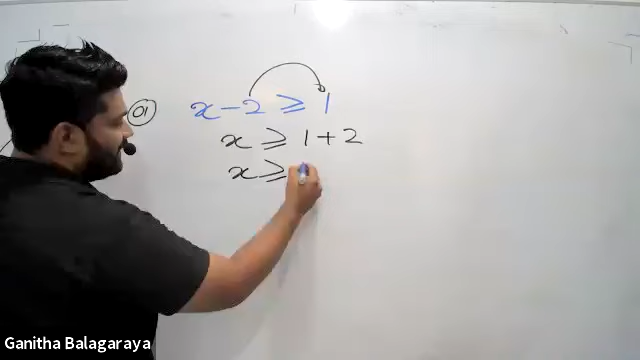 01 x - 2 ≥ 1
x ≥ 1 + 2
x ≥
Ganitha Balagaraya